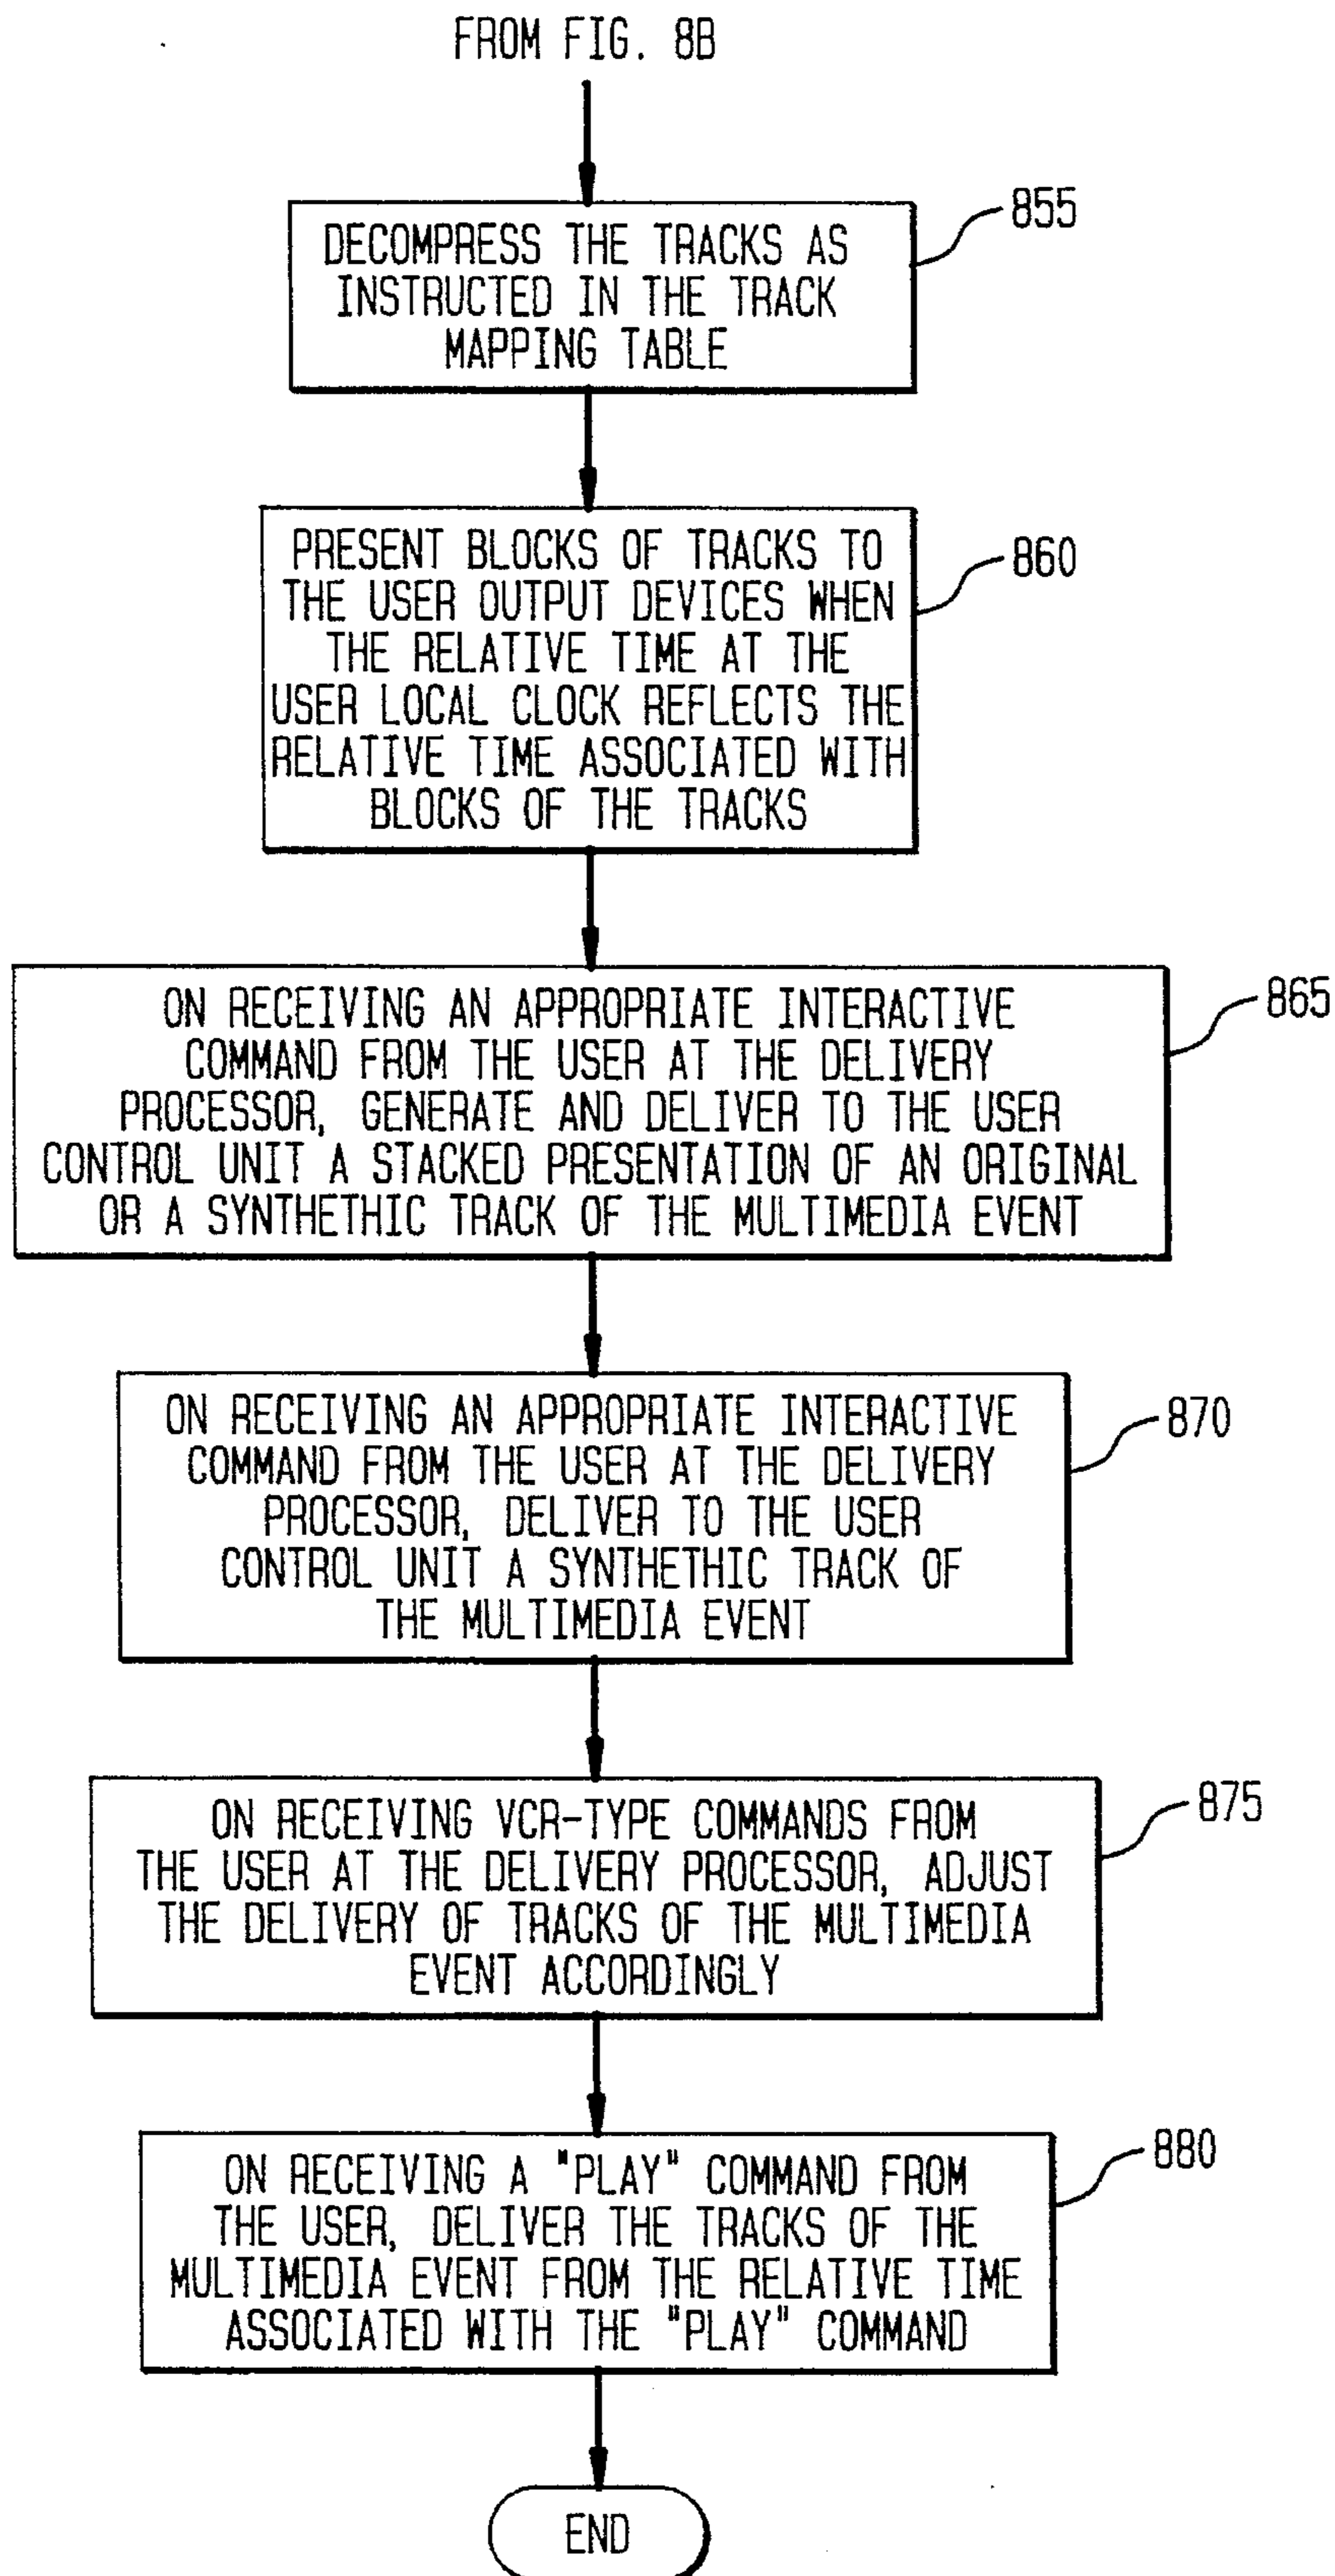 FROM FIG. 8B
DECOMPRESS THE TRACKS AS
INSTRUCTED IN THE TRACK
MAPPING TABLE
855
PRESENT BLOCKS OF TRACKS TO
THE USER OUTPUT DEVICES WHEN
THE RELATIVE TIME AT THE
USER LOCAL CLOCK REFLECTS THE
RELATIVE TIME ASSOCIATED WITH
BLOCKS OF THE TRACKS
860
ON RECEIVING AN APPROPRIATE INTERACTIVE
COMMAND FROM THE USER AT THE DELIVERY
PROCESSOR, GENERATE AND DELIVER TO THE USER
CONTROL UNIT A STACKED PRESENTATION OF AN ORIGINAL
OR A SYNTHETHIC TRACK OF THE MULTIMEDIA EVENT
865
ON RECEIVING AN APPROPRIATE INTERACTIVE
COMMAND FROM THE USER AT THE DELIVERY
PROCESSOR, DELIVER TO THE USER
CONTROL UNIT A SYNTHETHIC TRACK OF
THE MULTIMEDIA EVENT
870
ON RECEIVING VCR-TYPE COMMANDS FROM
THE USER AT THE DELIVERY PROCESSOR, ADJUST
THE DELIVERY OF TRACKS OF THE MULTIMEDIA
EVENT ACCORDINGLY
875
ON RECEIVING A "PLAY" COMMAND FROM
THE USER, DELIVER THE TRACKS OF THE
MULTIMEDIA EVENT FROM THE RELATIVE TIME
ASSOCIATED WITH THE "PLAY" COMMAND
880
END